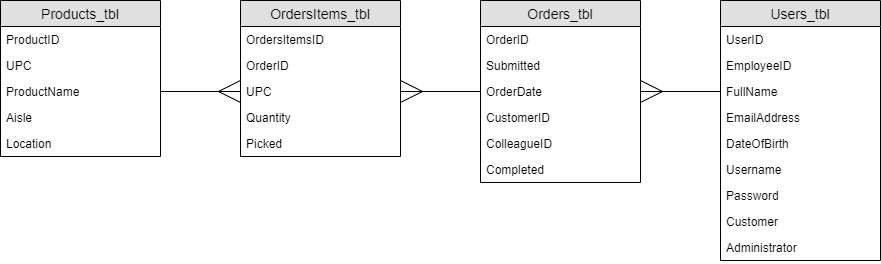 Products_tbl
ProductID
UPC
ProductName
Aisle
Location
OrdersItems_tbl
OrdersItemsID
OrderID
UPC
Quantity
Picked
Orders_tbl
OrderID
Submitted
OrderDate
CustomerID
ColleagueID
Completed
Users_tbl
UserID
EmployeeID
FullName
EmailAddress
DateOfBirth
Username
Password
Customer
Administrator